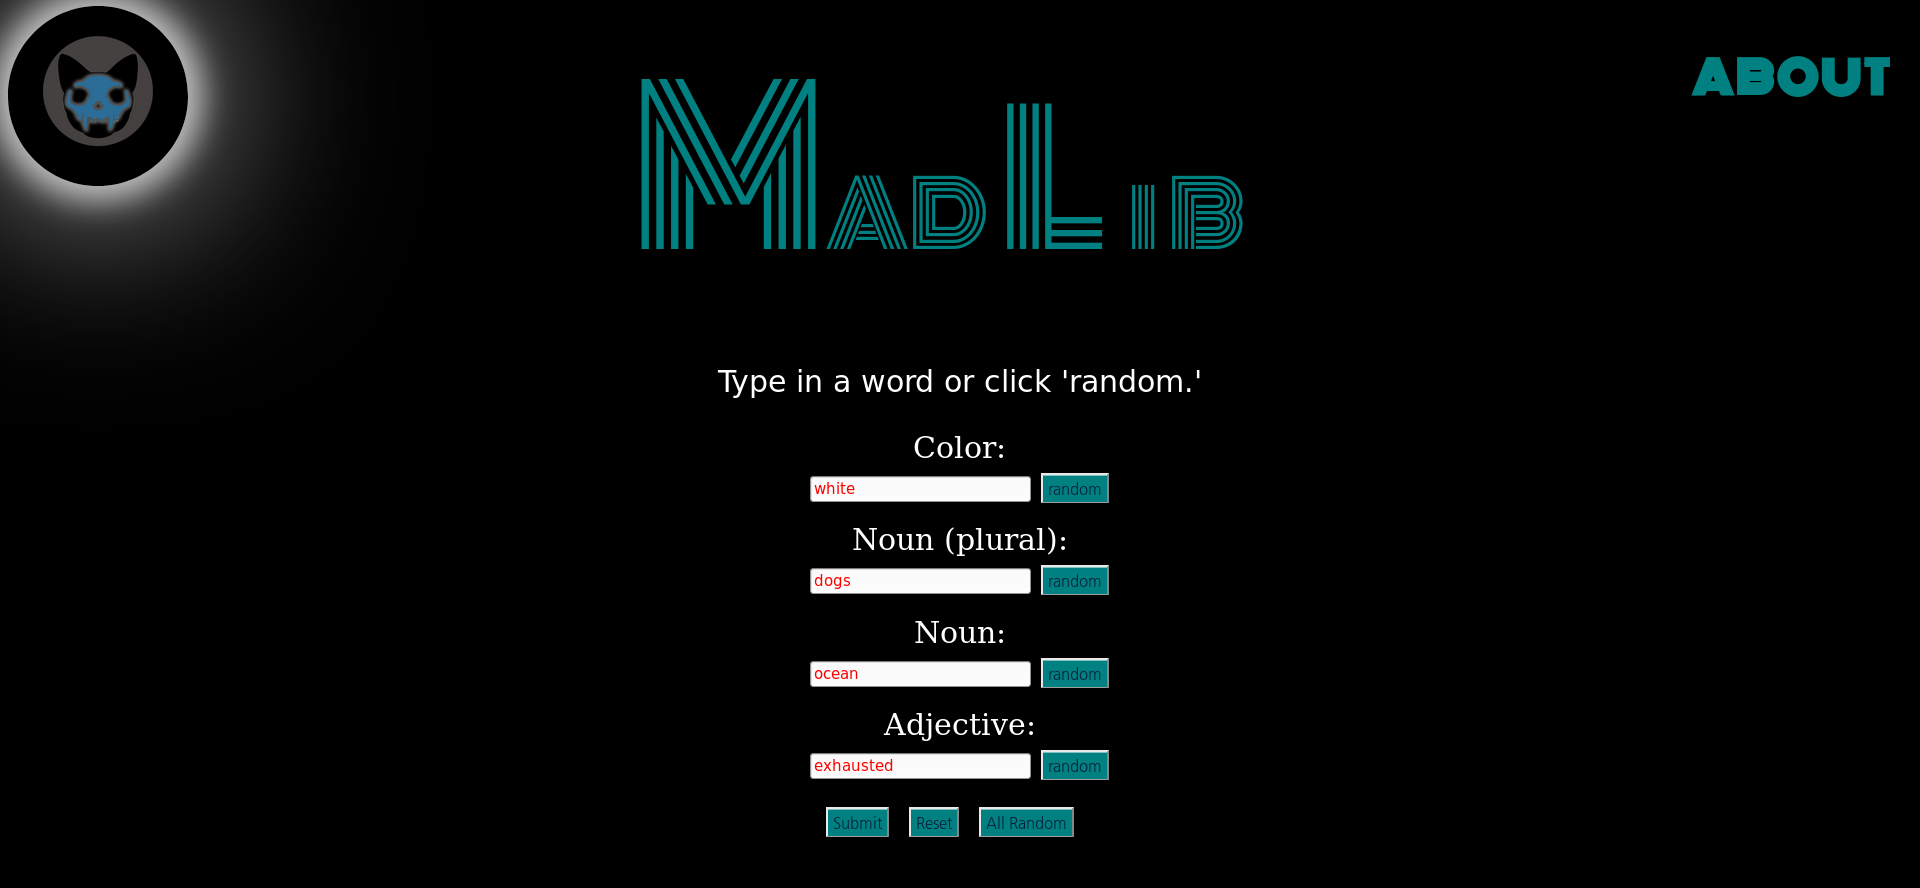 ABOUT
MADLIB
Type in a word or click 'random.'
Color:
white random
Noun (plural):
dogs random
Noun:
ocean random
Adjective:
exhausted random
Submit Reset All Random